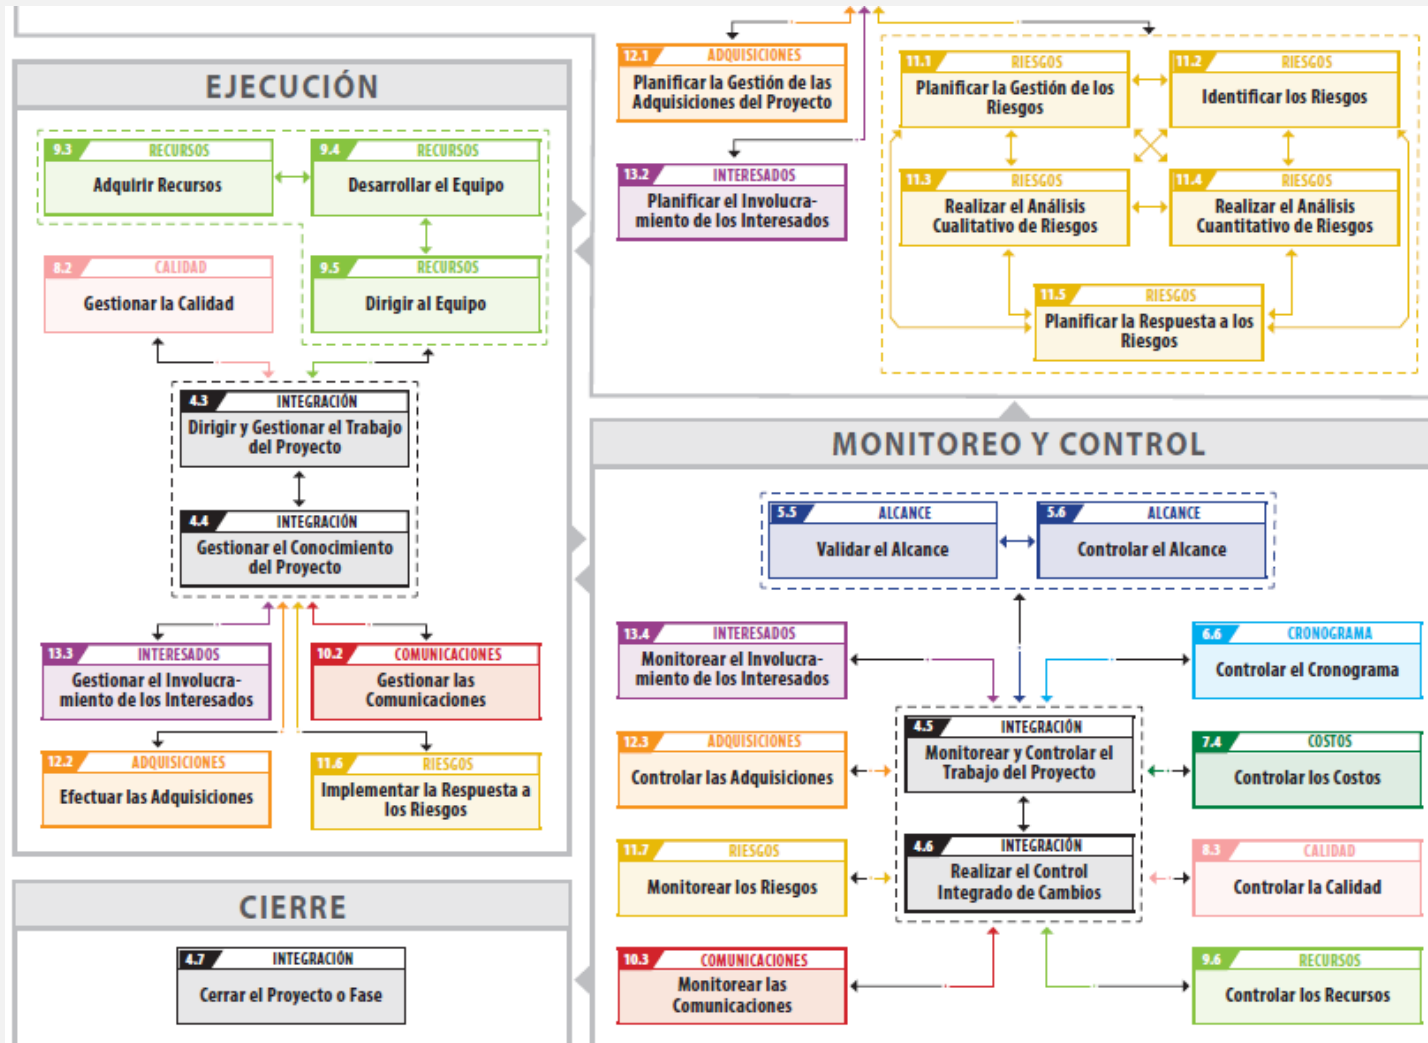 12.1 ADQUISICIONES
Planificar la Gestión de las
Adquisiciones del Proyecto
11.1 RIESGOS
Planificar la Gestión de los
Riesgos
11.2 RIESGOS
Identificar los Riesgos
13.2 INTERESADOS
Planificar el Involucra-
miento de los Interesados
11.3 RIESGOS
Realizar el Análisis
Cualitativo de Riesgos
11.4 RIESGOS
Realizar el Análisis
Cuantitativo de Riesgos
11.5 RIESGOS
Planificar la Respuesta a los
Riesgos
EJECUCIÓN
9.3 RECURSOS
Adquirir Recursos
9.4 RECURSOS
Desarrollar el Equipo
8.2 CALIDAD
Gestionar la Calidad
9.5 RECURSOS
Dirigir al Equipo
4.3 INTEGRACIÓN
Dirigir y Gestionar el Trabajo
del Proyecto
4.4 INTEGRACIÓN
Gestionar el Conocimiento
del Proyecto
13.3 INTERESADOS
Gestionar el Involucra-
miento de los Interesados
10.2 COMUNICACIONES
Gestionar las
Comunicaciones
12.2 ADQUISICIONES
Efectuar las Adquisiciones
11.6 RIESGOS
Implementar la Respuesta a
los Riesgos
MONITOREO Y CONTROL
5.5 ALCANCE
Validar el Alcance
5.6 ALCANCE
Controlar el Alcance
13.4 INTERESADOS
Monitorear el Involucra-
miento de los Interesados
6.6 CRONOGRAMA
Controlar el Cronograma
12.3 ADQUISICIONES
Controlar las Adquisiciones
4.5 INTEGRACIÓN
Monitorear y Controlar el
Trabajo del Proyecto
7.4 COSTOS
Controlar los Costos
11.7 RIESGOS
Monitorear los Riesgos
4.6 INTEGRACIÓN
Realizar el Control
Integrado de Cambios
8.3 CALIDAD
Controlar la Calidad
10.3 COMUNICACIONES
Monitorear las
Comunicaciones
9.6 RECURSOS
Controlar los Recursos
CIERRE
4.7 INTEGRACIÓN
Cerrar el Proyecto o Fase